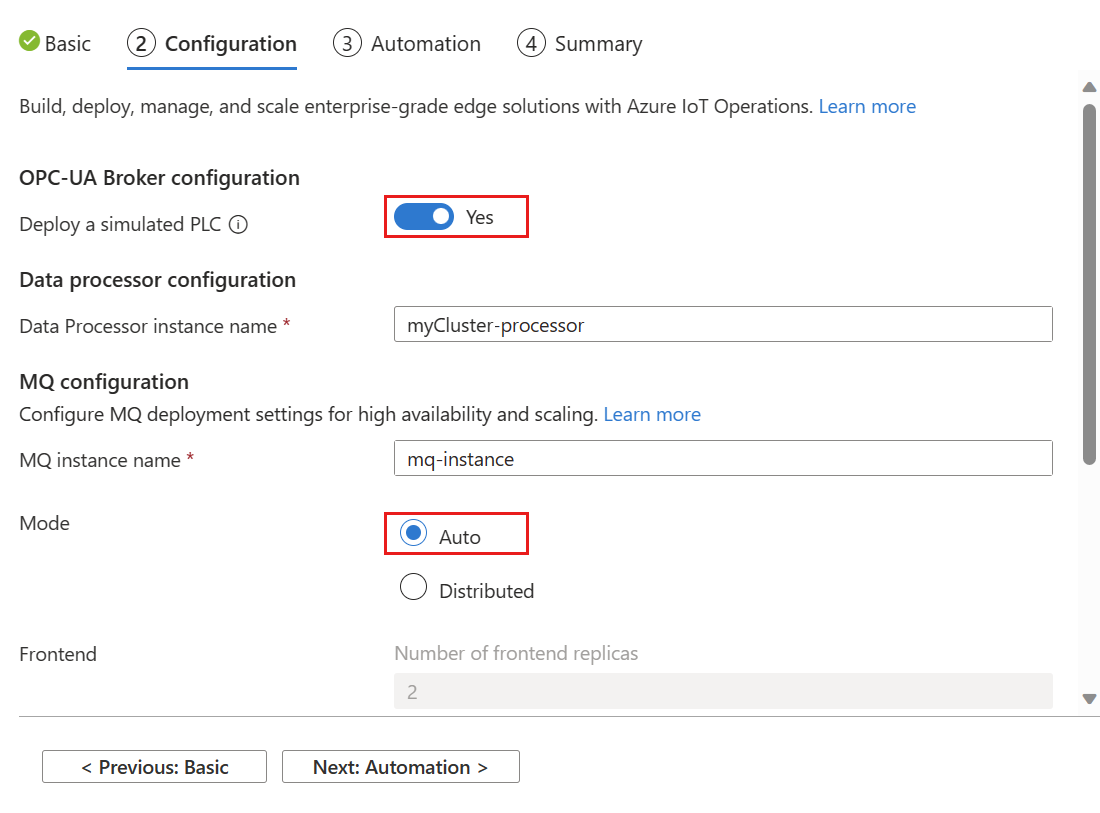 Basic 2 Configuration 3 Automation 4 Summary
Build, deploy, manage, and scale enterprise-grade edge solutions with Azure IoT Operations. Learn more
OPC-UA Broker configuration
Deploy a simulated PLC Yes
Data processor configuration
Data Processor instance name * myCluster-processor
MQ configuration
Configure MQ deployment settings for high availability and scaling. Learn more
MQ instance name * mq-instance
Mode Auto
Distributed
Frontend Number of frontend replicas
2
< Previous: Basic Next: Automation >